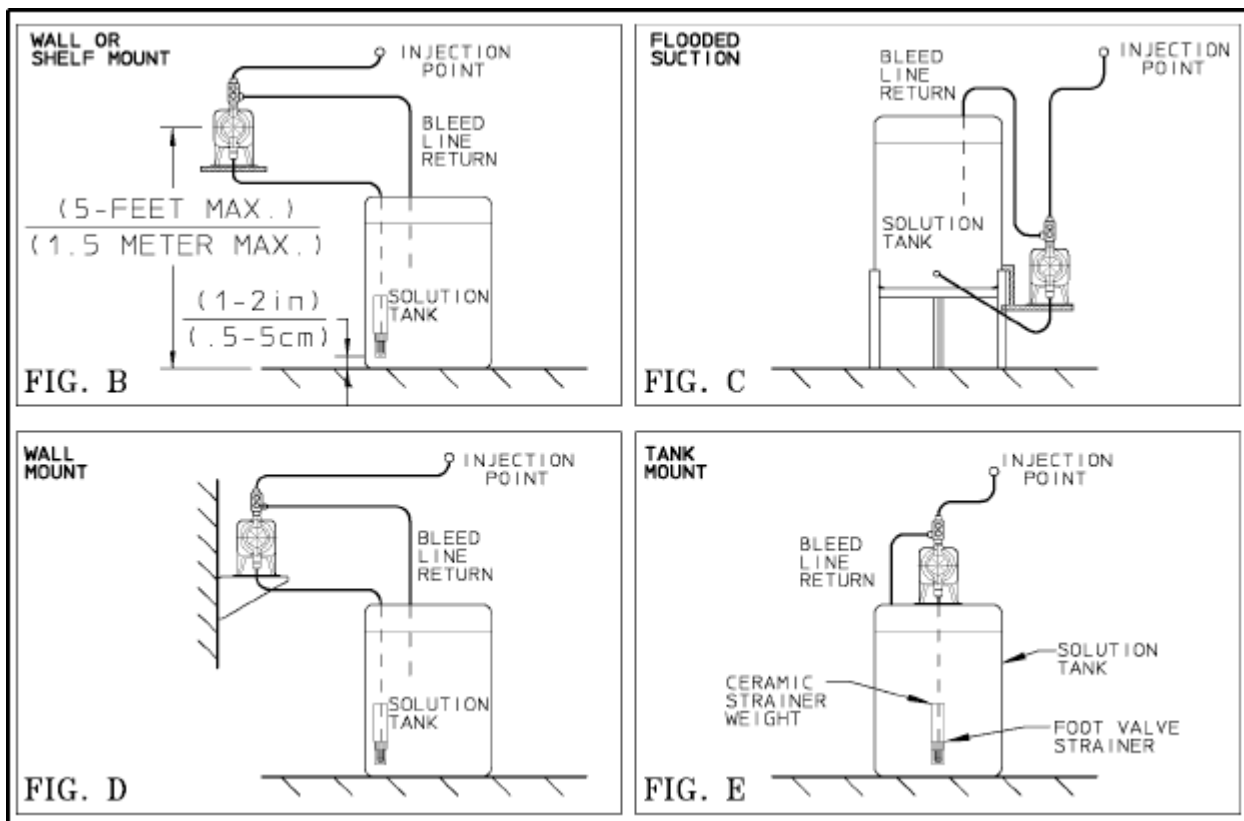 WALL OR
SHELF MOUNT
INJECTION
POINT
BLEED
LINE
RETURN
(5-FEET MAX.)
(1.5 METER MAX.)
(1-2in)
(.5-5cm)
SOLUTION
TANK
FIG. B
FLOODED
SUCTION
BLEED
LINE
RETURN
INJECTION
POINT
SOLUTION
TANK
FIG. C
WALL
MOUNT
INJECTION
POINT
BLEED
LINE
RETURN
SOLUTION
TANK
FIG. D
TANK
MOUNT
INJECTION
POINT
BLEED
LINE
RETURN
SOLUTION
TANK
CERAMIC
STRAINER
WEIGHT
FOOT VALVE
STRAINER
FIG. E